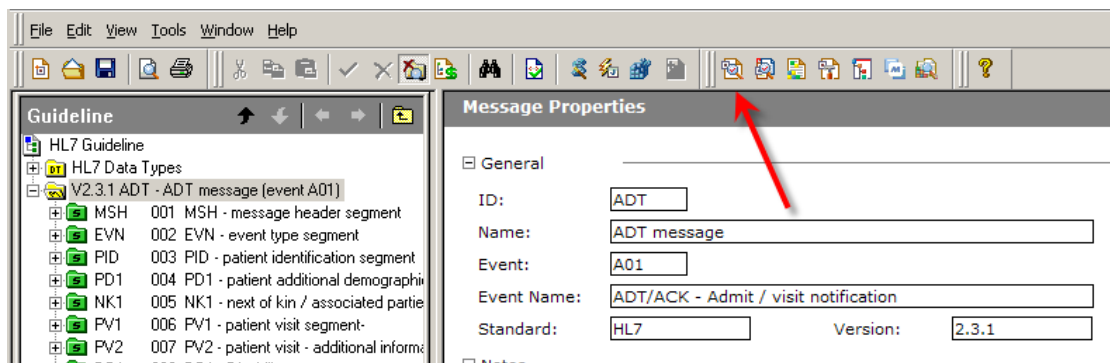 File Edit View Tools Window Help
Guideline
HL7 Guideline
DT HL7 Data Types
V2.3.1 ADT - ADT message (event A01)
S MSH 001 MSH - message header segment
S EVN 002 EVN - event type segment
S PID 003 PID - patient identification segment
S PD1 004 PD1 - patient additional demographi
S NK1 005 NK1 - next of kin / associated partie
S PV1 006 PV1 - patient visit segment-
S PV2 007 PV2 - patient visit - additional informa
Message Properties
General
ID: ADT
Name: ADT message
Event: A01
Event Name: ADT/ACK - Admit / visit notification
Standard: HL7 Version: 2.3.1